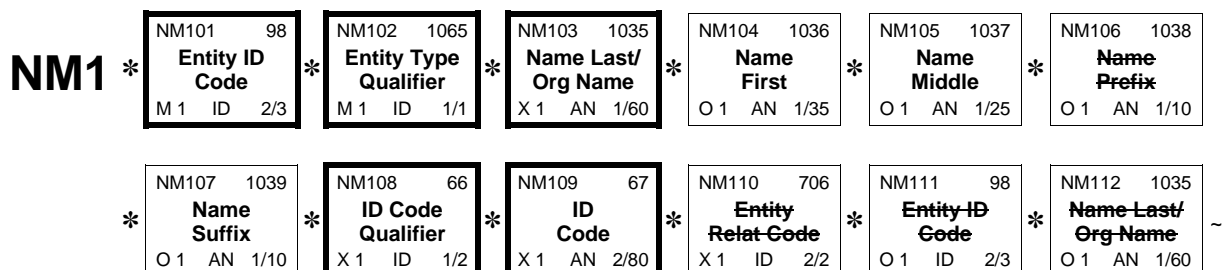 NM101 98 NM102 1065 NM103 1035 NM104 1036 NM105 1037 NM106 1038
NM1 * Entity ID * Entity Type * Name Last/ * Name * Name * Name
Code Qualifier Org Name First Middle Prefix
M 1 ID 2/3 M 1 ID 1/1 X 1 AN 1/60 O 1 AN 1/35 O 1 AN 1/25 O 1 AN 1/10
NM107 1039 NM108 66 NM109 67 NM110 706 NM111 98 NM112 1035
* Name * ID Code * ID * Entity * Entity ID * Name Last/ ~
Suffix Qualifier Code Relat Code Code Org Name
O 1 AN 1/10 X 1 ID 1/2 X 1 AN 2/80 X 1 ID 2/2 O 1 ID 2/3 O 1 AN 1/60